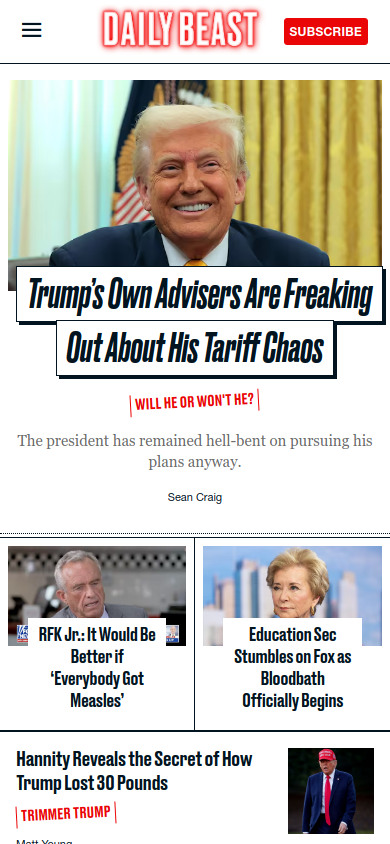 DAILY BEAST
SUBSCRIBE
Trump's Own Advisers Are Freaking
Out About His Tariff Chaos
WILL HE OR WON'T HE?
The president has remained hell-bent on pursuing his
plans anyway.
Sean Craig
RFK Jr.: It Would Be
Better if
‘Everybody Got
Measles’
Education Sec
Stumbles on Fox as
Bloodbath
Officially Begins
Hannity Reveals the Secret of How
Trump Lost 30 Pounds
TRIMMER TRUMP
Matt Young